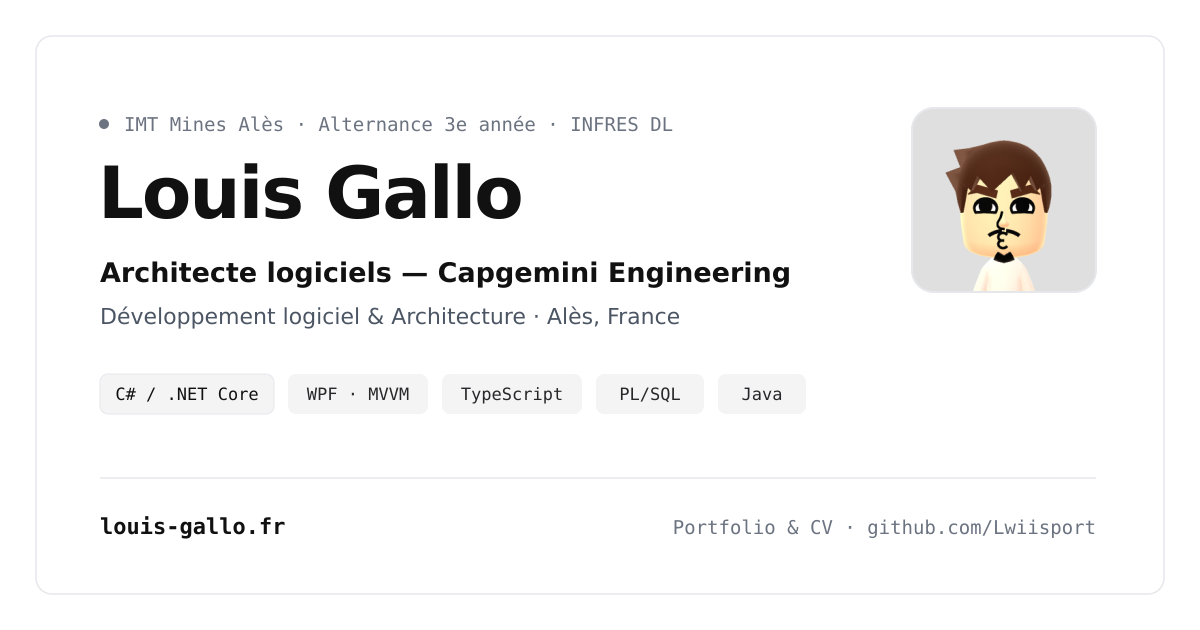 IMT Mines Alès · Alternance 3e année · INFRES DL
Louis Gallo
Architecte logiciels — Capgemini Engineering
Développement logiciel & Architecture · Alès, France
C# / .NET Core WPF · MVVM TypeScript PL/SQL Java
louis-gallo.fr Portfolio & CV · github.com/Lwiisport